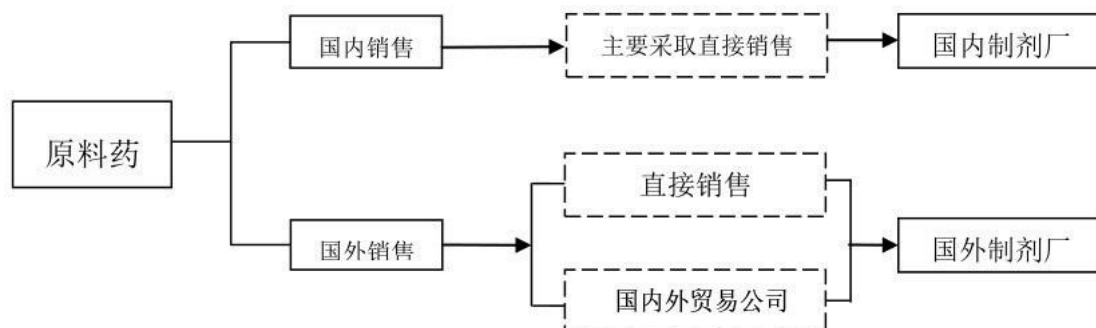 国内销售
主要采取直接销售
国内制剂厂
原料药
直接销售
国外销售
国外制剂厂
国内外贸易公司